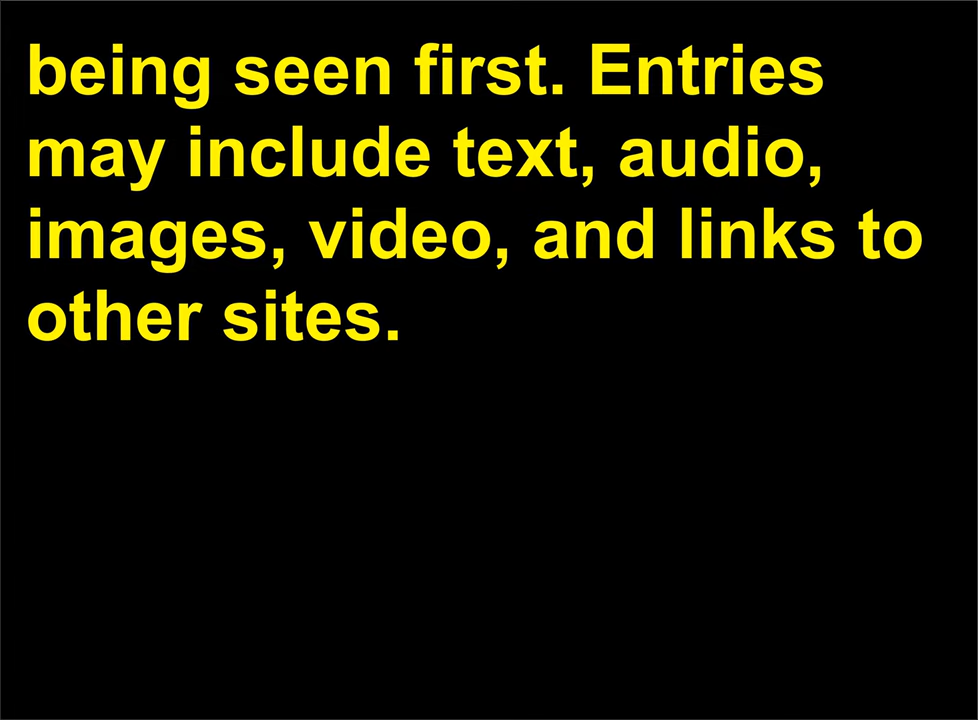 being seen first. Entries
may include text, audio,
images, video, and links to
other sites.